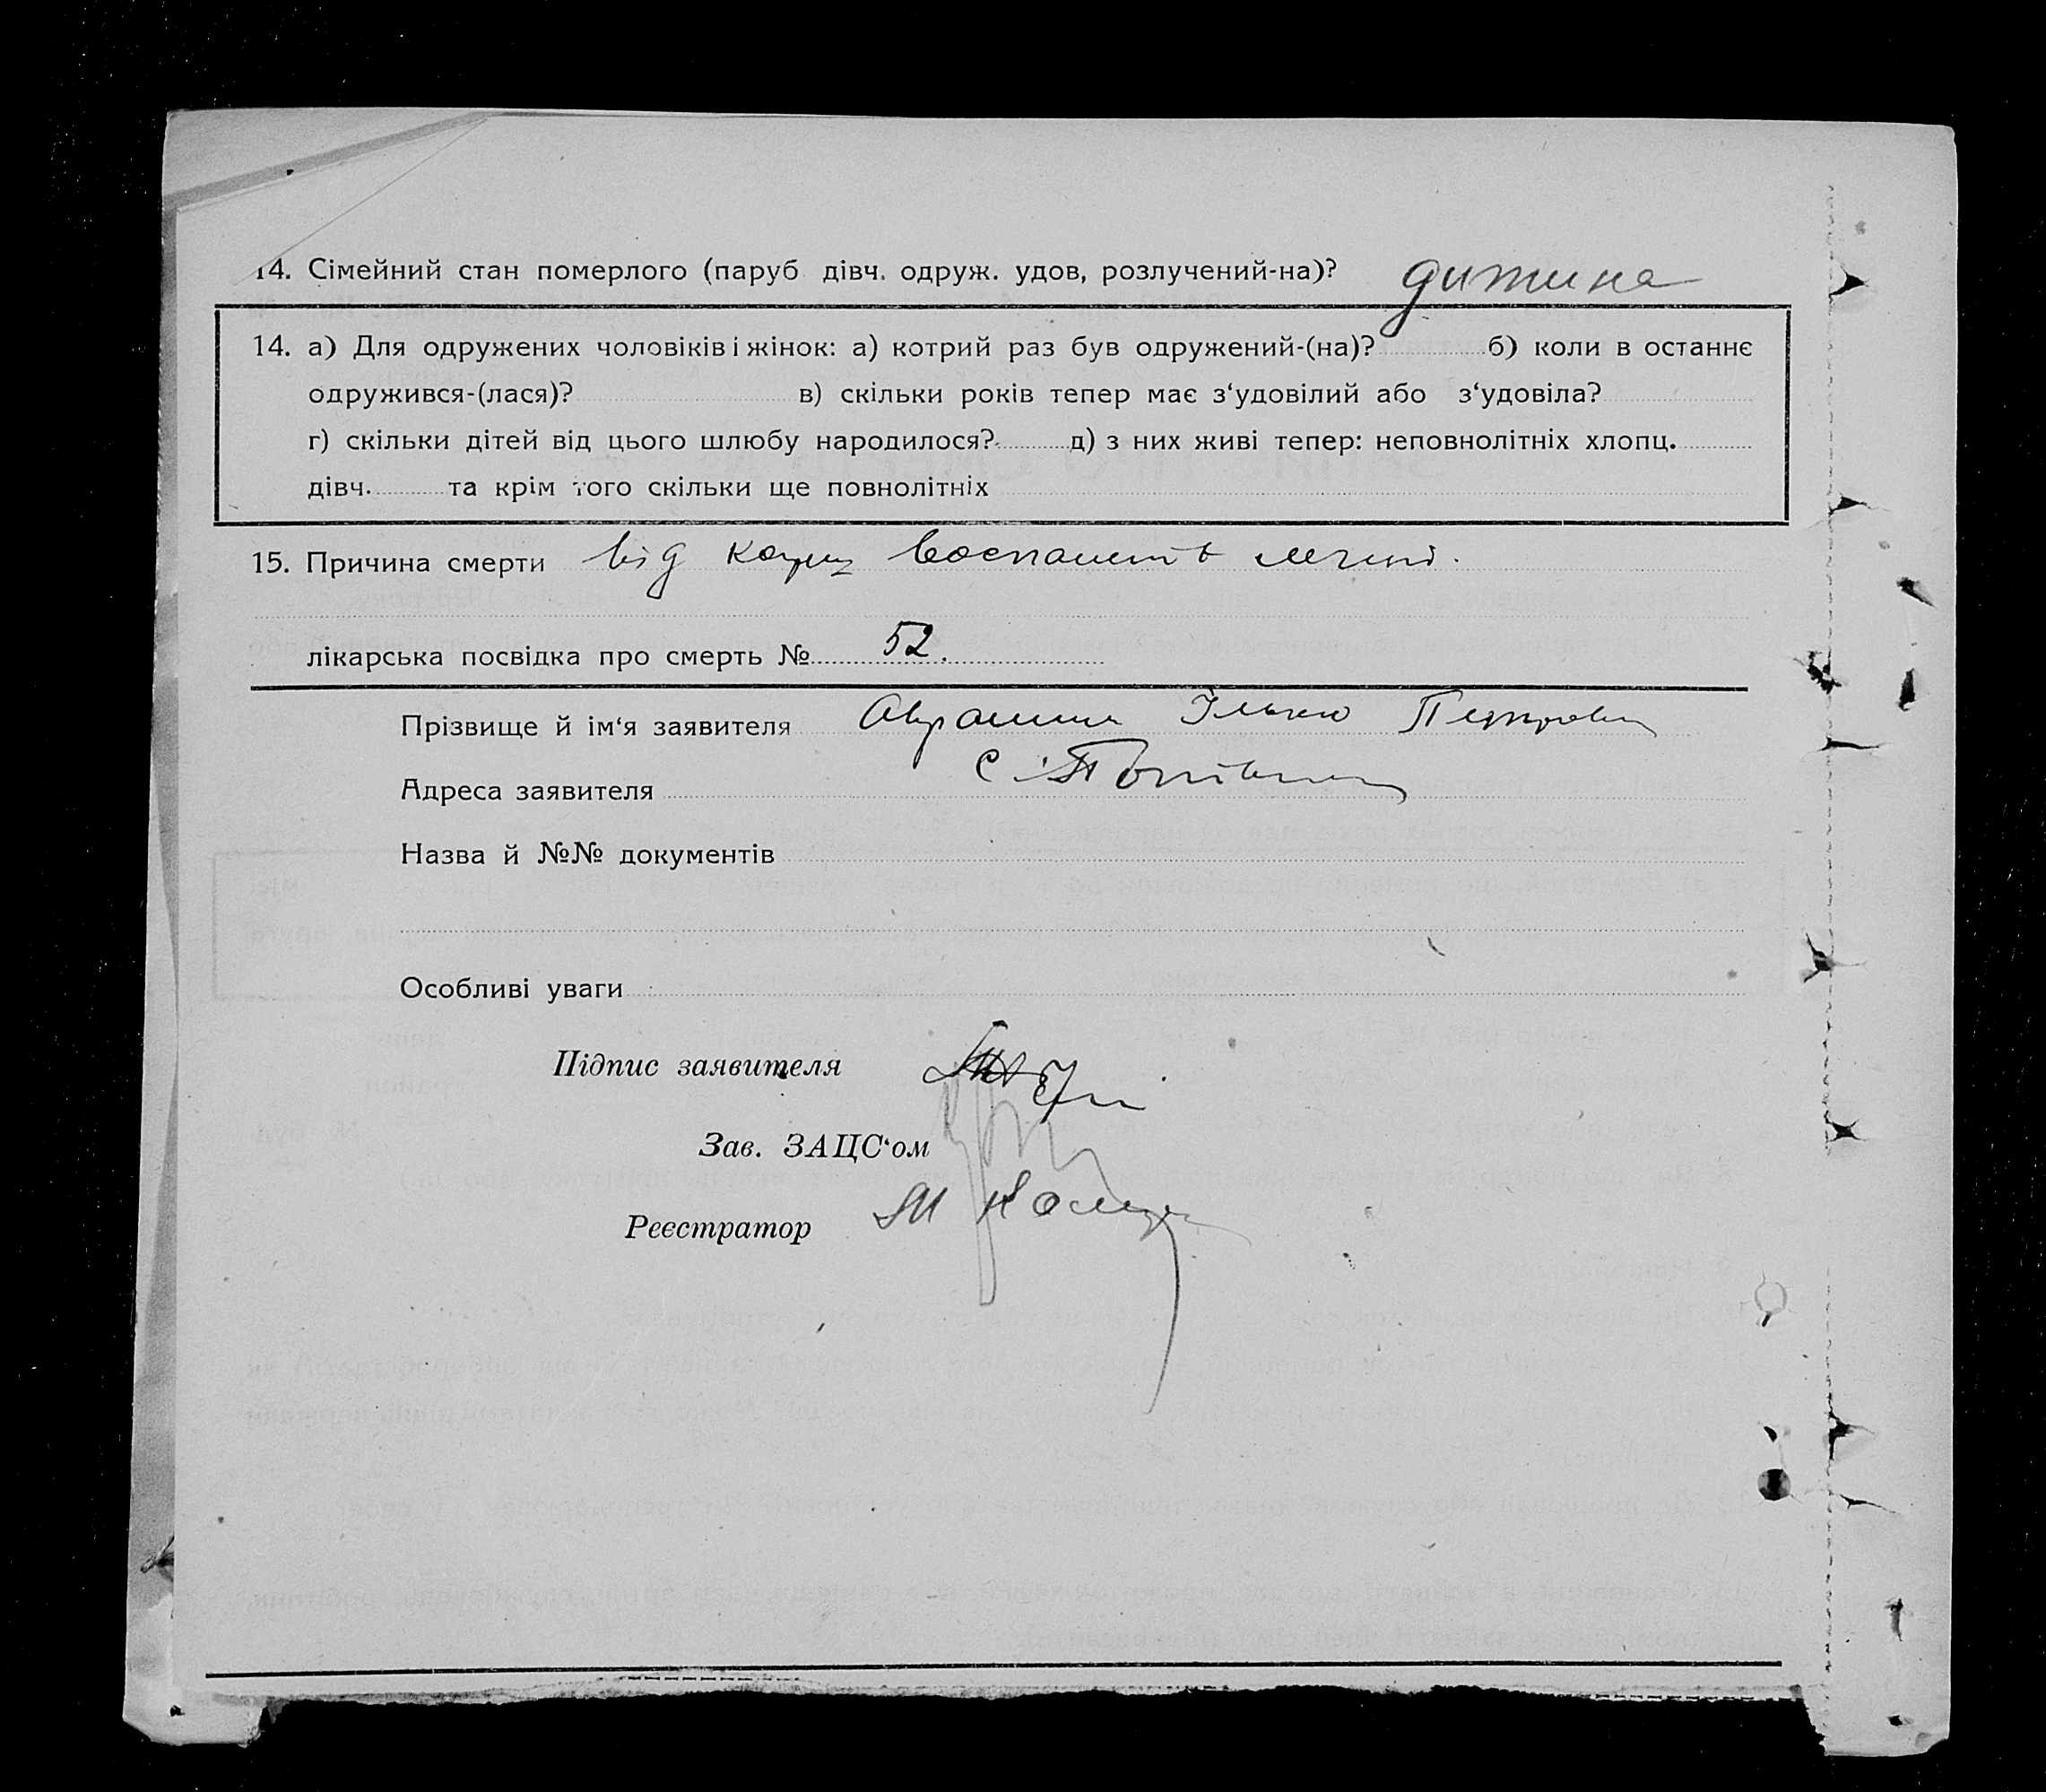 14. Сімейний стан померлого (паруб дівч. одруж. удов, розлучений-на)? дитина
14. а) Для одружених чоловіків і жінок: а) котрий раз був одружений-(на)? б) коли в останнє
одружився-(лася)? в) скільки років тепер має з‘удовілий або з‘удовіла?
г) скільки дітей від цього шлюбу народилося? д) з них живі тепер: неповнолітніх хлопц.
дівч. та крім того скільки ще повнолітніх
15. Причина смерти від
лікарська посвідка про смерть № 52.
Прізвище й ім‘я заявителя Ілько Петрович
Адреса заявителя с.
Назва й №№ документів
Особливі уваги
Підпис заявителя
Зав. ЗАЦС‘ом
Реєстратор